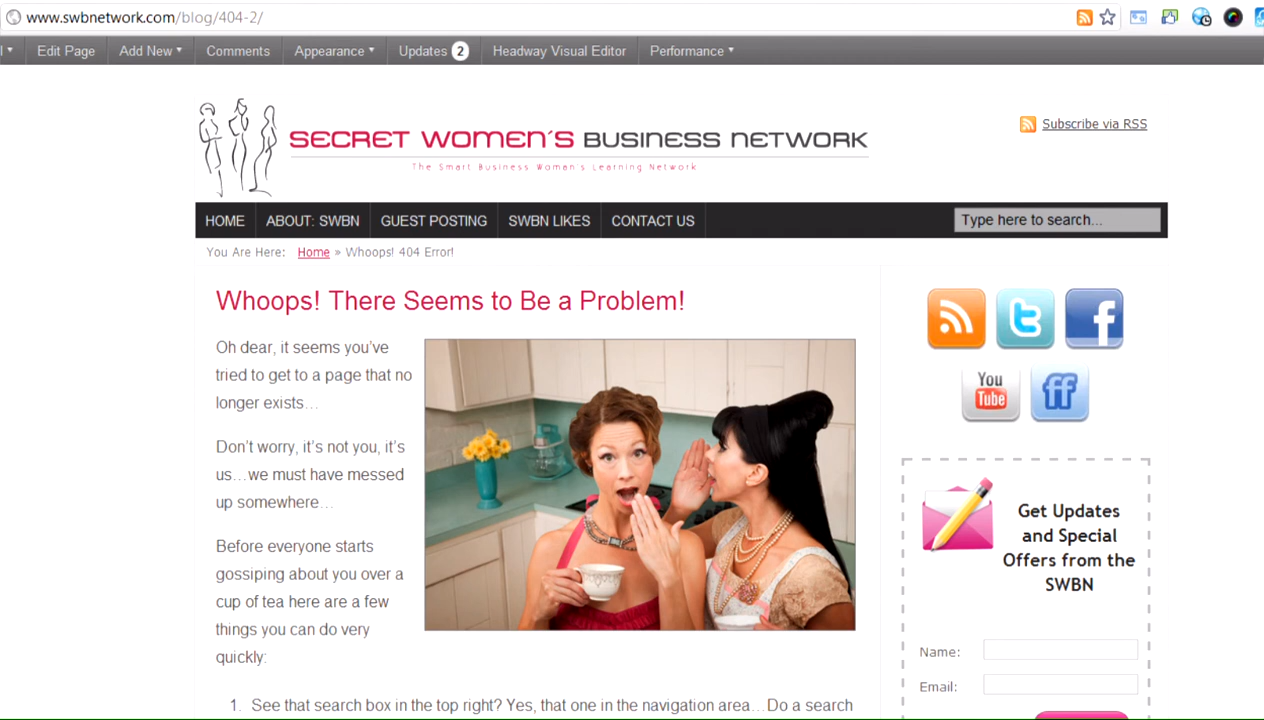 www.swbnetwork.com/blog/404-2/
Edit Page Add New Comments Appearance Updates 2 Headway Visual Editor Performance
SECRET WOMEN'S BUSINESS NETWORK
The Smart Business Woman's Learning Network
Subscribe via RSS
HOME ABOUT: SWBN GUEST POSTING SWBN LIKES CONTACT US
Type here to search...
You Are Here: Home » Whoops! 404 Error!
Whoops! There Seems to Be a Problem!
Oh dear, it seems you've
tried to get to a page that no
longer exists…
Don't worry, it's not you, it's
us…we must have messed
up somewhere…
Before everyone starts
gossiping about you over a
cup of tea here are a few
things you can do very
quickly:
1. See that search box in the top right? Yes, that one in the navigation area…Do a search
You
Tube
ff
Get Updates
and Special
Offers from the
SWBN
Name:
Email: